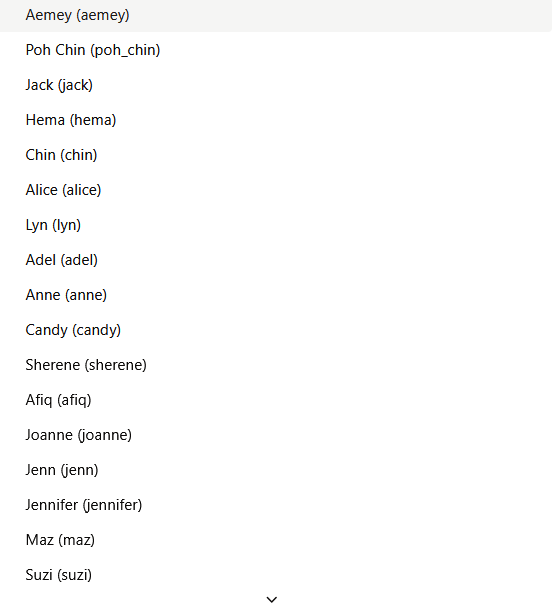 Aemey (aemey)
Poh Chin (poh_chin)
Jack (jack)
Hema (hema)
Chin (chin)
Alice (alice)
Lyn (lyn)
Adel (adel)
Anne (anne)
Candy (candy)
Sherene (sherene)
Afiq (afiq)
Joanne (joanne)
Jenn (jenn)
Jennifer (jennifer)
Maz (maz)
Suzi (suzi)